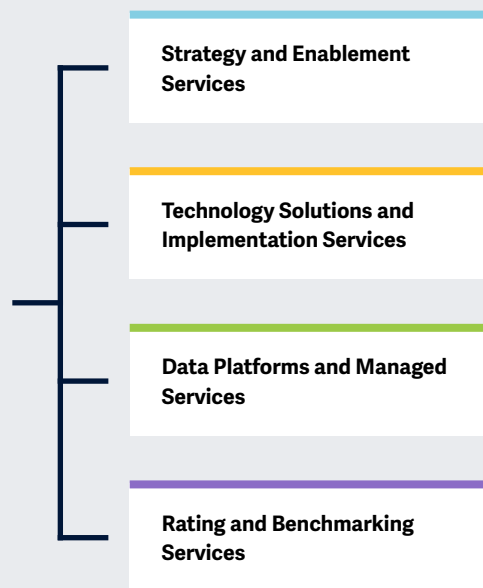 Strategy and Enablement
Services
Technology Solutions and
Implementation Services
Data Platforms and Managed
Services
Rating and Benchmarking
Services